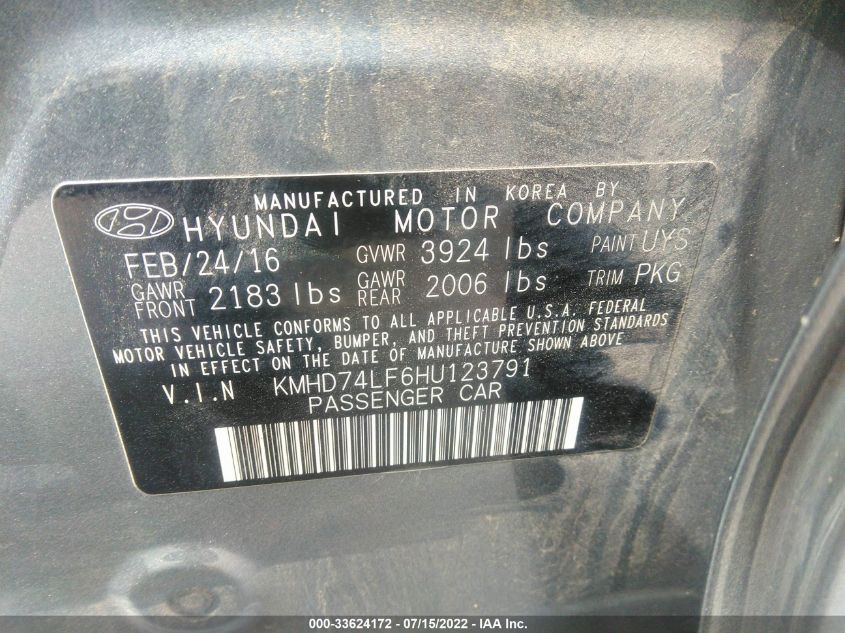 MANUFACTURED IN KOREA BY
HYUNDAI MOTOR COMPANY
FEB/24/16 GVWR 3924 lbs PAINT UYS
GAWR FRONT 2183 lbs GAWR REAR 2006 lbs TRIM PKG
THIS VEHICLE CONFORMS TO ALL APPLICABLE U.S.A. FEDERAL
MOTOR VEHICLE SAFETY, BUMPER, AND THEFT PREVENTION STANDARDS
IN EFFECT ON THE DATE OF MANUFACTURE SHOWN ABOVE
V.I.N KMHD74LF6HU123791
PASSENGER CAR
000-33624172 - 07/15/2022 - IAA Inc.